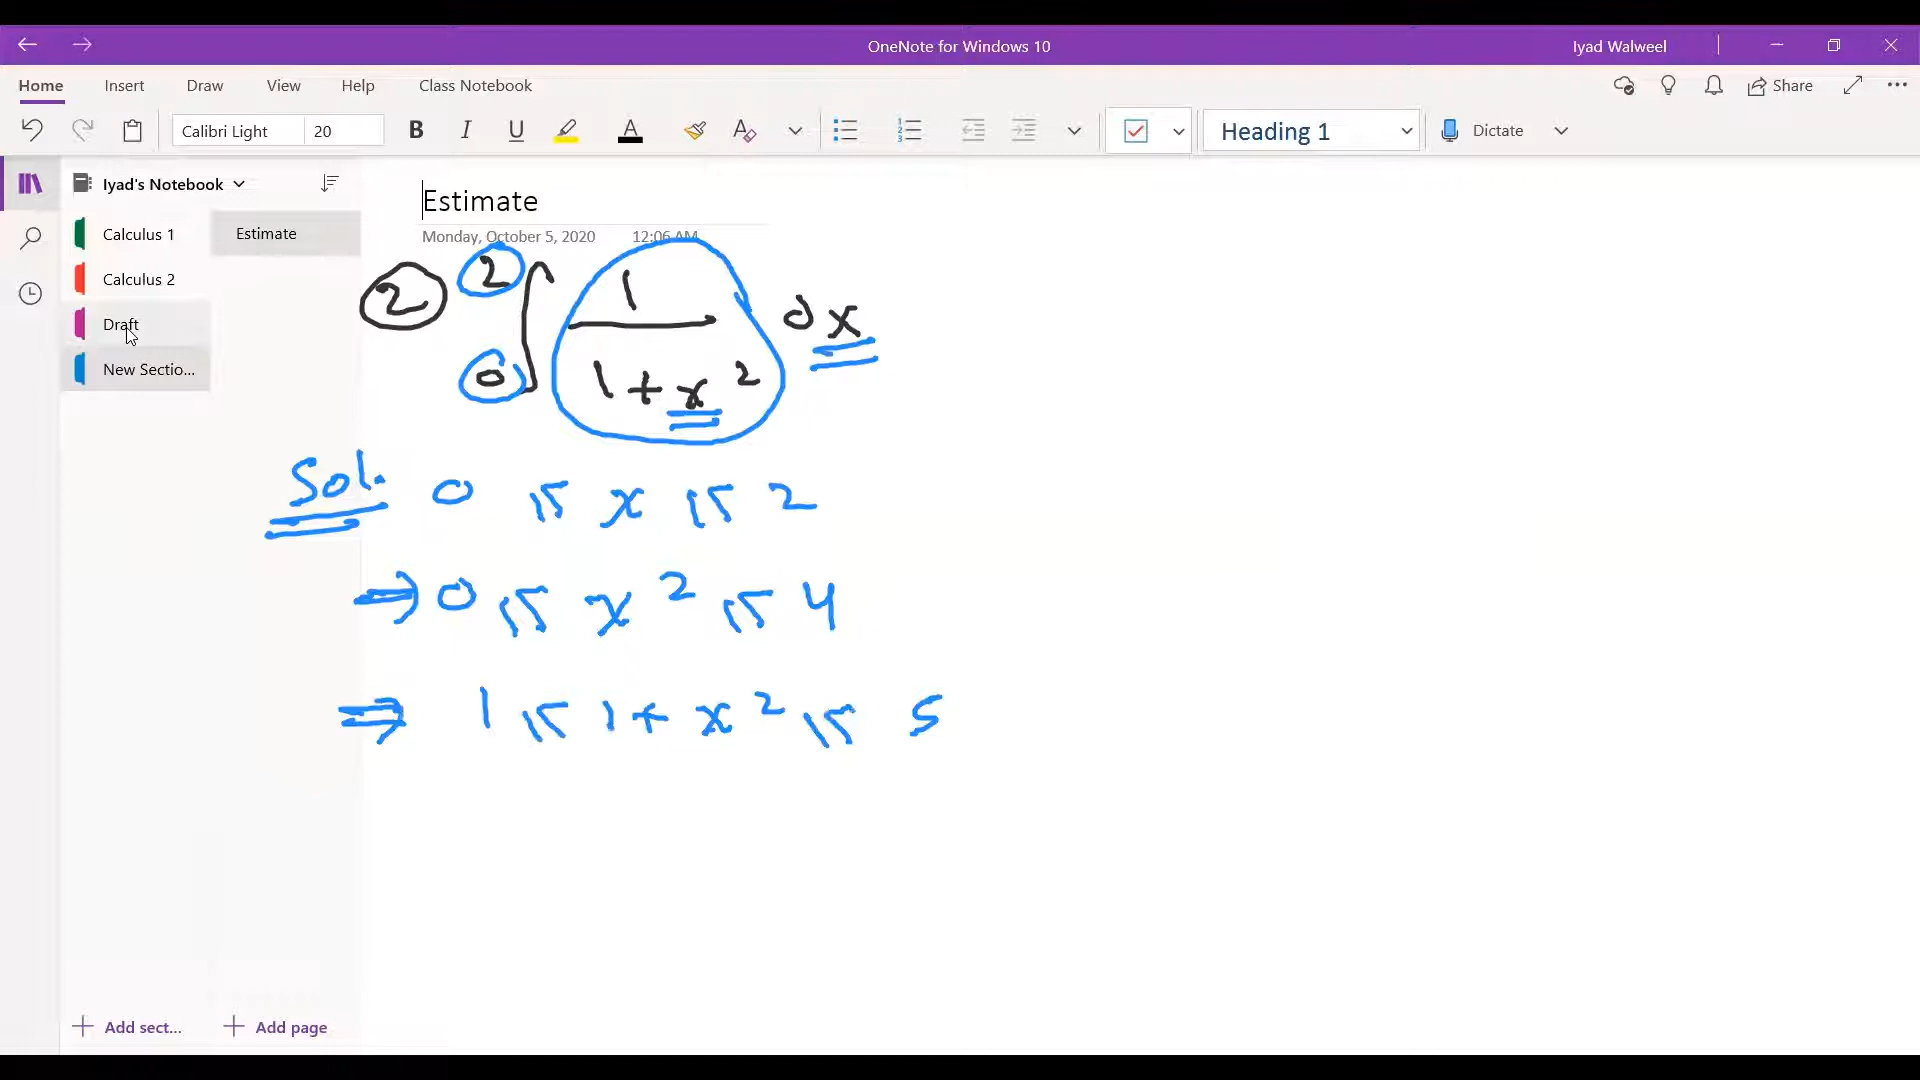 OneNote for Windows 10
Iyad Walweel
Home Insert Draw View Help Class Notebook
Share
Calibri Light 20 B I U A Heading 1 Dictate
Iyad's Notebook
Calculus 1
Calculus 2
Draft
New Sectio...
Estimate
Estimate
Monday, October 5, 2020 12:06 AM
② ∫₀² 1/(1+x²) dx
Sol. 0 ≤ x ≤ 2
⇒ 0 ≤ x² ≤ 4
⇒ 1 ≤ 1+x² ≤ 5
Add sect...
Add page